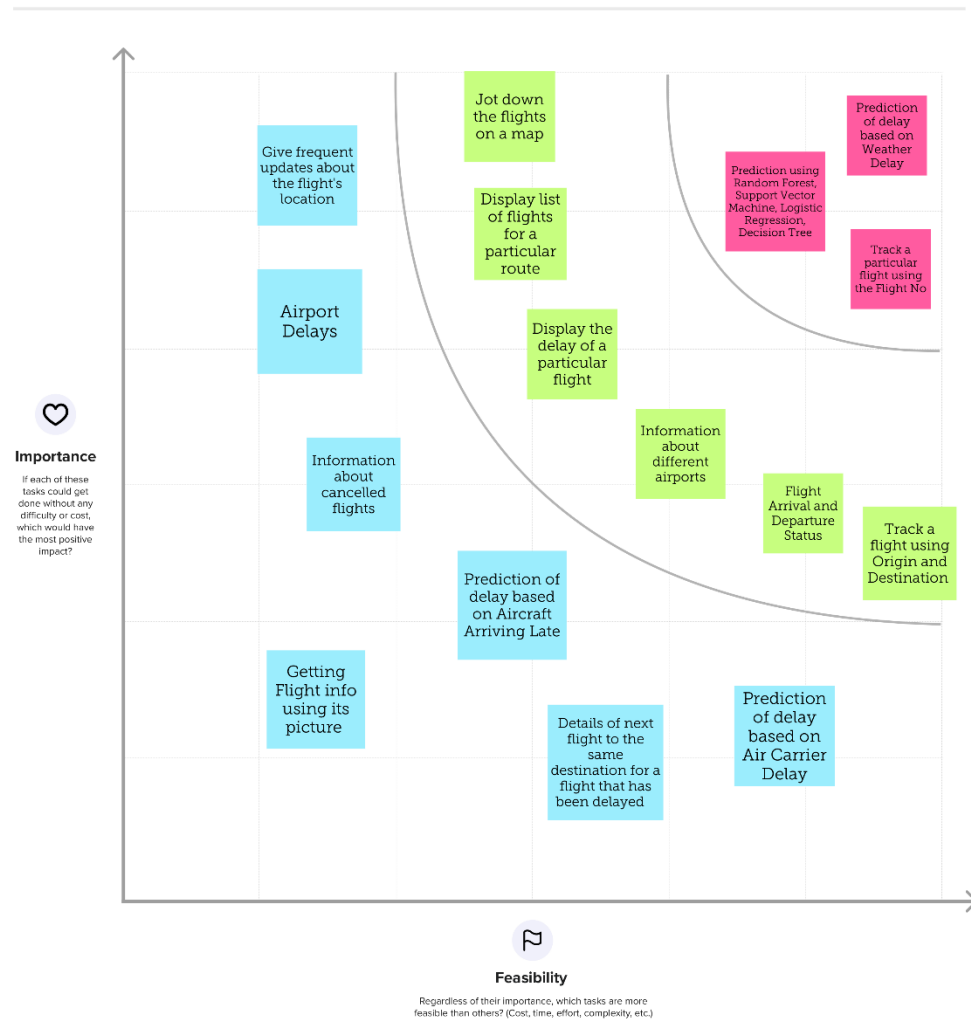 Jot down
the flights
on a map
Prediction
of delay
based on
Weather
Delay
Give frequent
updates about
the flight's
location
Prediction using
Random Forest,
Support Vector
Machine, Logistic
Regression,
Decision Tree
Display list
of flights
for a
particular
route
Track a
particular
flight using
the Flight No
Airport
Delays
Display the
delay of a
particular
flight
Importance
If each of these
tasks could get
done without any
difficulty or cost,
which would have
the most positive
impact?
Information
about
cancelled
flights
Information
about
different
airports
Flight
Arrival and
Departure
Status
Track a
flight using
Origin and
Destination
Prediction of
delay based
on Aircraft
Arriving Late
Getting
Flight info
using its
picture
Details of next
flight to the
same
destination for a
flight that has
been delayed
Prediction
of delay
based on
Air Carrier
Delay
Feasibility
Regardless of their importance, which tasks are more
feasible than others? (Cost, time, effort, complexity, etc.)